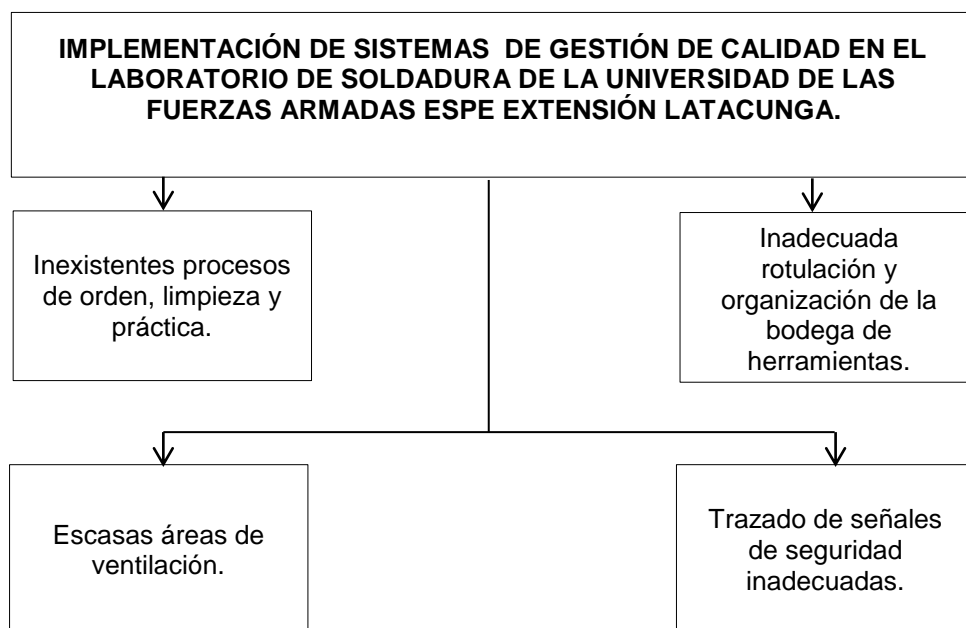 IMPLEMENTACIÓN DE SISTEMAS DE GESTIÓN DE CALIDAD EN EL
LABORATORIO DE SOLDADURA DE LA UNIVERSIDAD DE LAS
FUERZAS ARMADAS ESPE EXTENSIÓN LATACUNGA.
Inexistentes procesos
de orden, limpieza y
práctica.
Inadecuada
rotulación y
organización de la
bodega de
herramientas.
Escasas áreas de
ventilación.
Trazado de señales
de seguridad
inadecuadas.